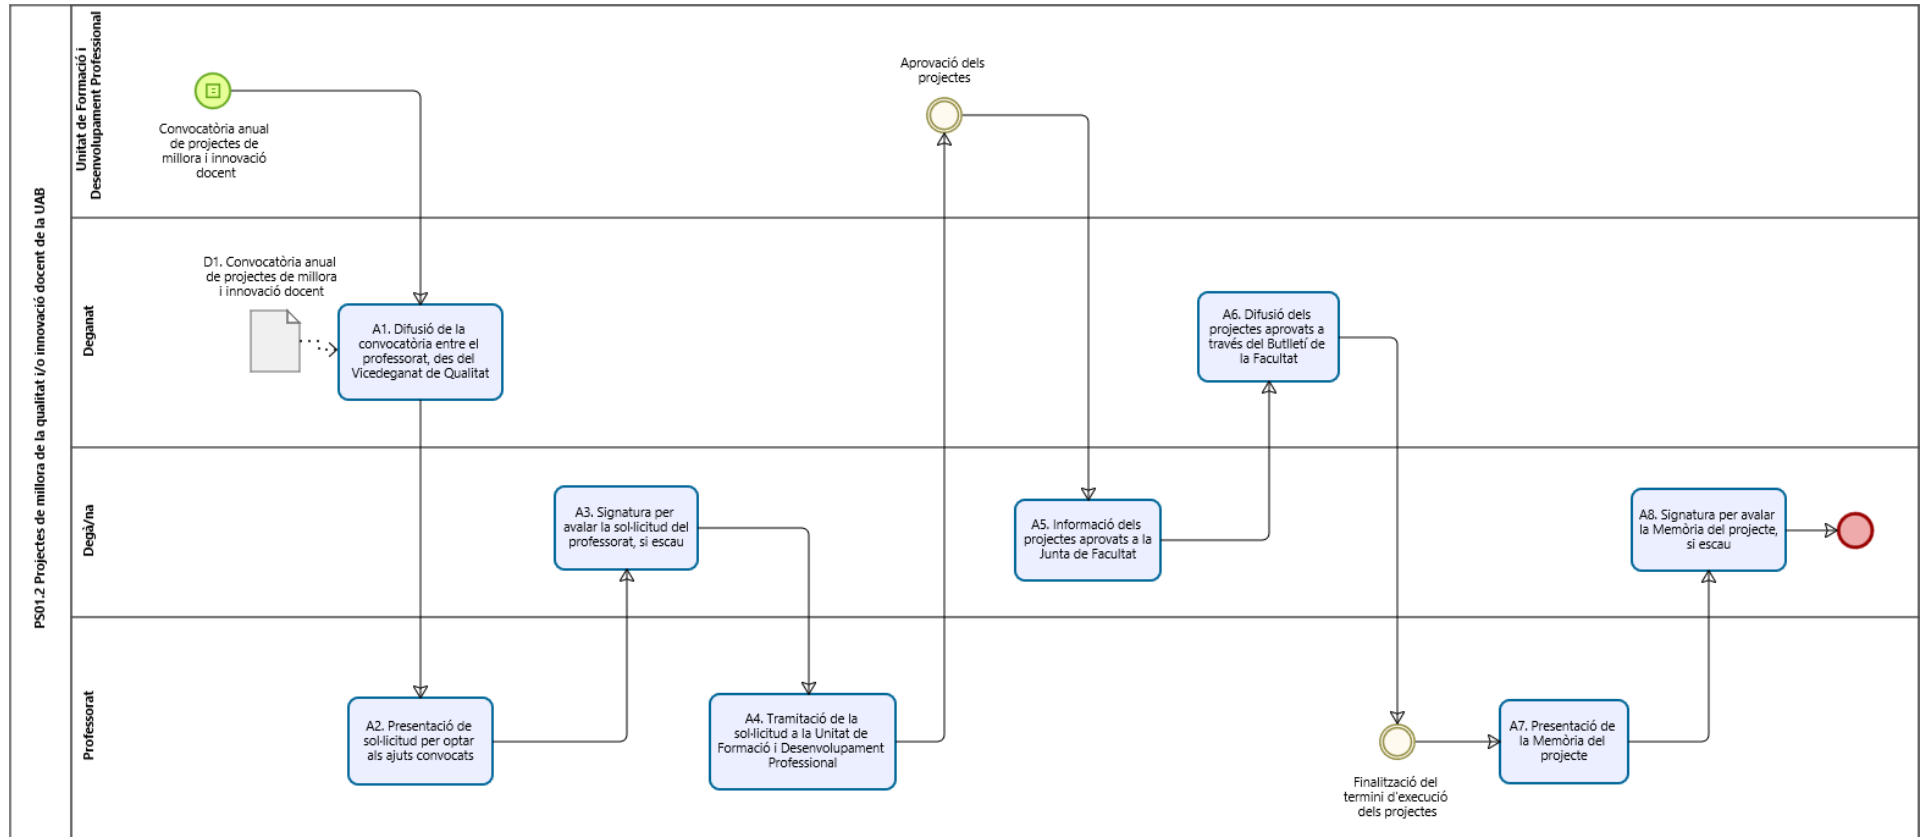 PS01.2 Projectes de millora de la qualitat i/o innovació docent de la UAB
Unitat de Formació i
Desenvolupament Professional
Convocatòria anual
de projectes de
millora i innovació
docent
Aprovació dels
projectes
Deganat
D1. Convocatòria anual
de projectes de millora
i innovació docent
A1. Difusió de la
convocatòria entre el
professorat, des del
Vicedeganat de Qualitat
A6. Difusió dels
projectes aprovats a
través del Butlletí de
la Facultat
Degà/na
A3. Signatura per
avalar la sol·licitud del
professorat, si escau
A5. Informació dels
projectes aprovats a la
Junta de Facultat
A8. Signatura per avalar
la Memòria del projecte,
si escau
Professorat
A2. Presentació de
sol·licitud per optar
als ajuts convocats
A4. Tramitació de la
sol·licitud a la Unitat de
Formació i Desenvolupament
Professional
Finalització del
termini d'execució
dels projectes
A7. Presentació de
la Memòria del
projecte